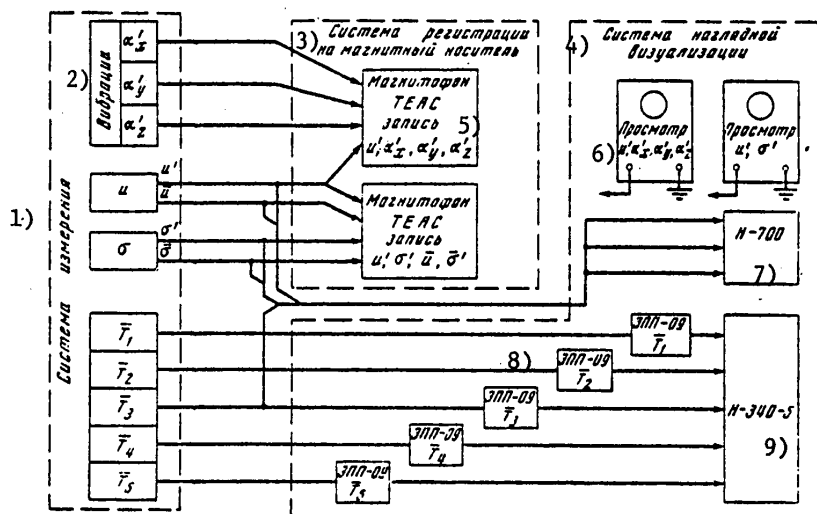 3) Система регистрации
на магнитный носитель
4) Система наглядной
визуализации
1)
Система измерения
2)
Вибрации
α'x
α'y
α'z
Магнитофон
TEAC
запись 5)
u', α'x, α'y, α'z
6) Просмотр
u', α'x, α'y, α'z
Просмотр
u', σ'
u
u'
ū
σ
σ'
σ̄
Магнитофон
TEAC
запись
u', σ', ū, σ̄'
Н-700
7)
T̄1
T̄2
T̄3
T̄4
T̄5
8)
ЭПП-09
T̄1
ЭПП-09
T̄2
ЭПП-09
T̄3
ЭПП-09
T̄4
ЭПП-09
T̄5
Н-340-5
9)